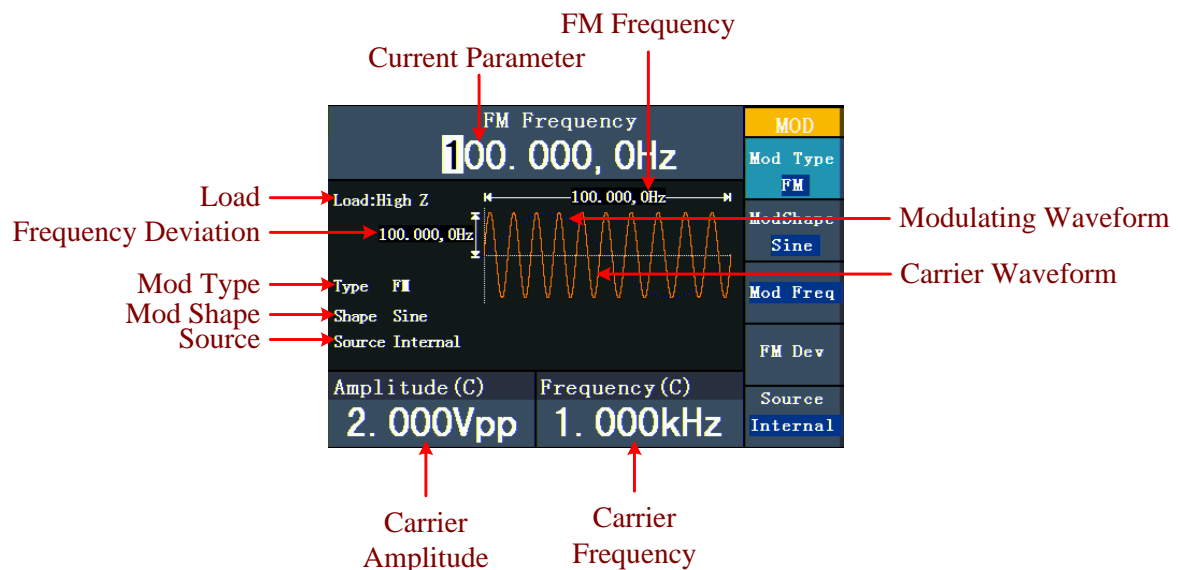 FM Frequency
Current Parameter
FM Frequency
100.000,0Hz
MOD
Mod Type
FM
Load
Load:High Z
100.000,0Hz
ModShape
Sine
Modulating Waveform
Frequency Deviation
100.000,0Hz
Carrier Waveform
Mod Type
Type FM
Mod Freq
Mod Shape
Shape Sine
Source
Source Internal
FM Dev
Amplitude(C)
2.000Vpp
Frequency(C)
1.000kHz
Source
Internal
Carrier
Amplitude
Carrier
Frequency